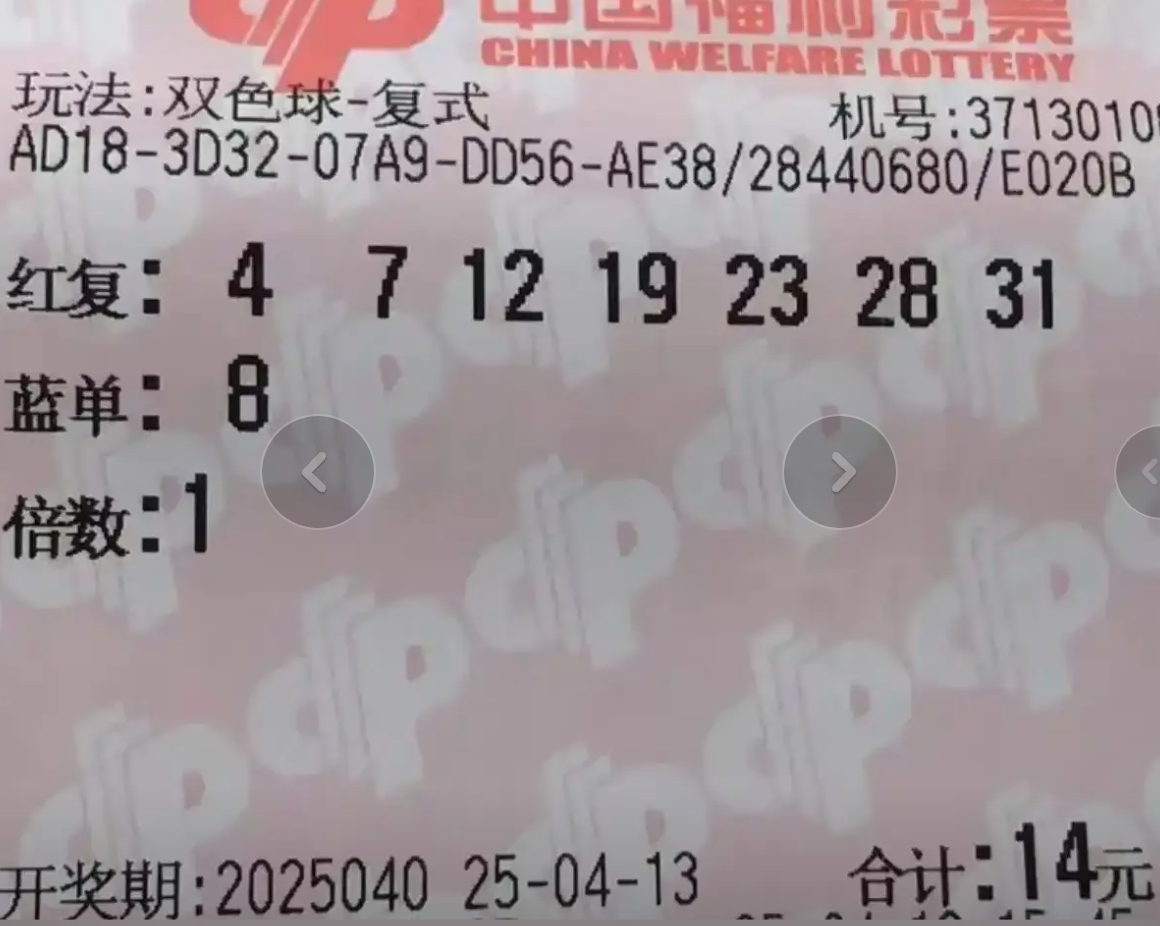 中国福利彩票
CHINA WELFARE LOTTERY
玩法:双色球-复式 机号:3713010
AD18-3D32-07A9-DD56-AE38/28440680/E020B
红复: 4 7 12 19 23 28 31
蓝单: 8
倍数:1
开奖期:2025040 25-04-13 合计:14元